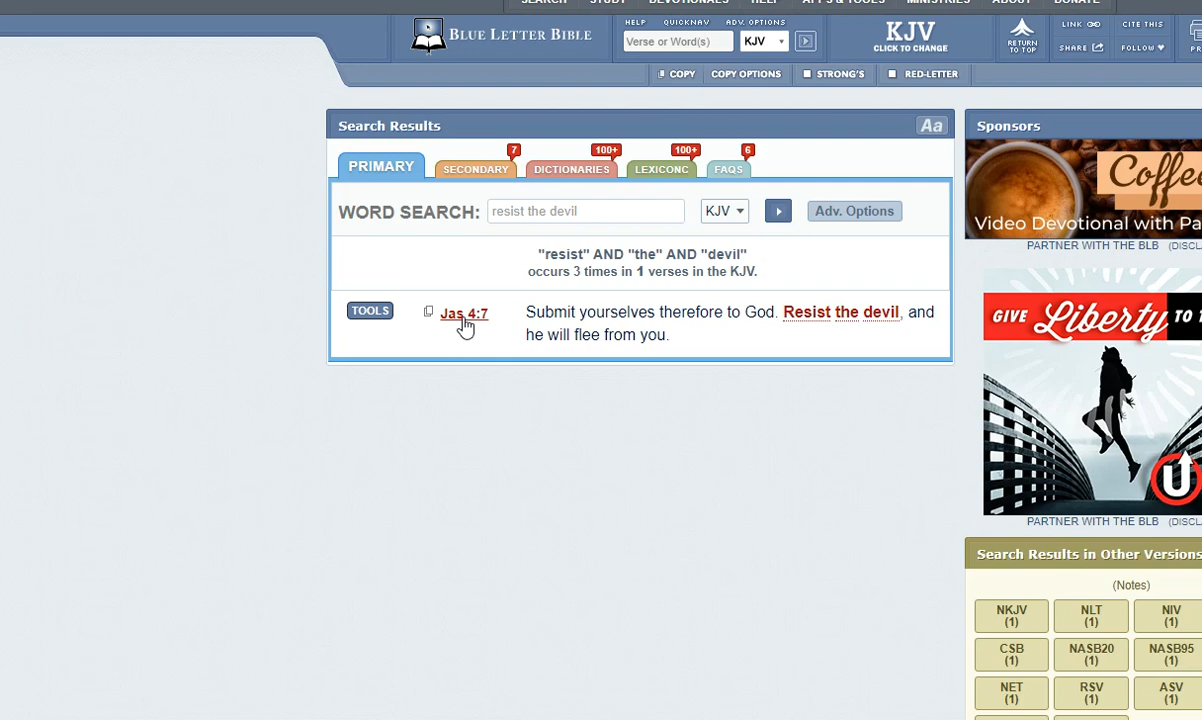 SEARCH STUDY DEVOTIONALS HELP APPS & TOOLS MINISTRIES ABOUT DONATE
HELP QUICKNAV ADV. OPTIONS
BLUE LETTER BIBLE
Verse or Word(s) KJV
KJV
CLICK TO CHANGE
RETURN
TO TOP
LINK CITE THIS
SHARE FOLLOW
COPY COPY OPTIONS STRONG'S RED-LETTER
Search Results Aa
PRIMARY SECONDARY 7 DICTIONARIES 100+ LEXICONC 100+ FAQS 6
WORD SEARCH: resist the devil KJV Adv. Options
"resist" AND "the" AND "devil"
occurs 3 times in 1 verses in the KJV.
TOOLS Jas 4:7 Submit yourselves therefore to God. Resist the devil, and
he will flee from you.
Sponsors
Coffee
Video Devotional with Pa
PARTNER WITH THE BLB (DISCL
GIVE Liberty TO
U
PARTNER WITH THE BLB (DISCL
Search Results in Other Versions
(Notes)
NKJV NLT NIV
(1) (1) (1)
CSB NASB20 NASB95
(1) (1) (1)
NET RSV ASV
(1) (1) (1)